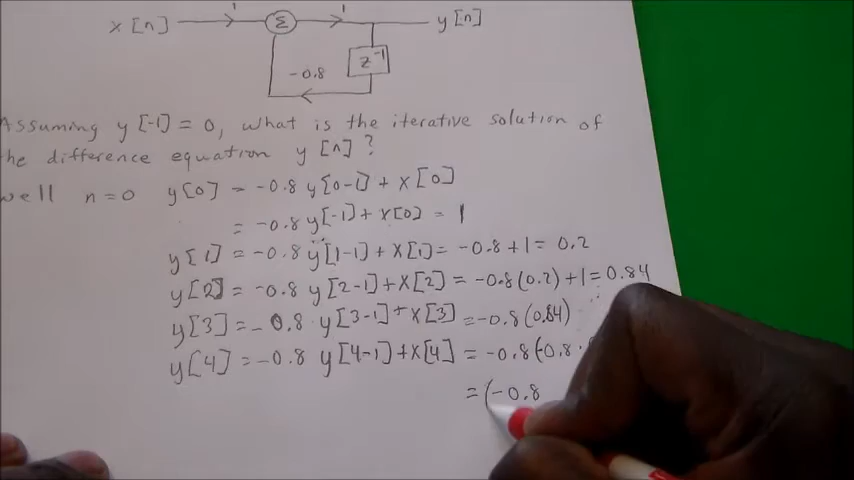 x[n] 1 Σ 1 y[n]
-0.8 z⁻¹
Assuming y[-1] = 0, what is the iterative solution of
the difference equation y[n]?
well n=0 y[0] = -0.8 y[0-1] + x[0]
= -0.8 y[-1] + x[0] = 1
y[1] = -0.8 y[1-1] + x[1] = -0.8 + 1 = 0.2
y[2] = -0.8 y[2-1] + x[2] = -0.8(0.2) + 1 = 0.84
y[3] = -0.8 y[3-1] + x[3] = -0.8(0.84)
y[4] = -0.8 y[4-1] + x[4] = -0.8(-0.8 ·
= (-0.8